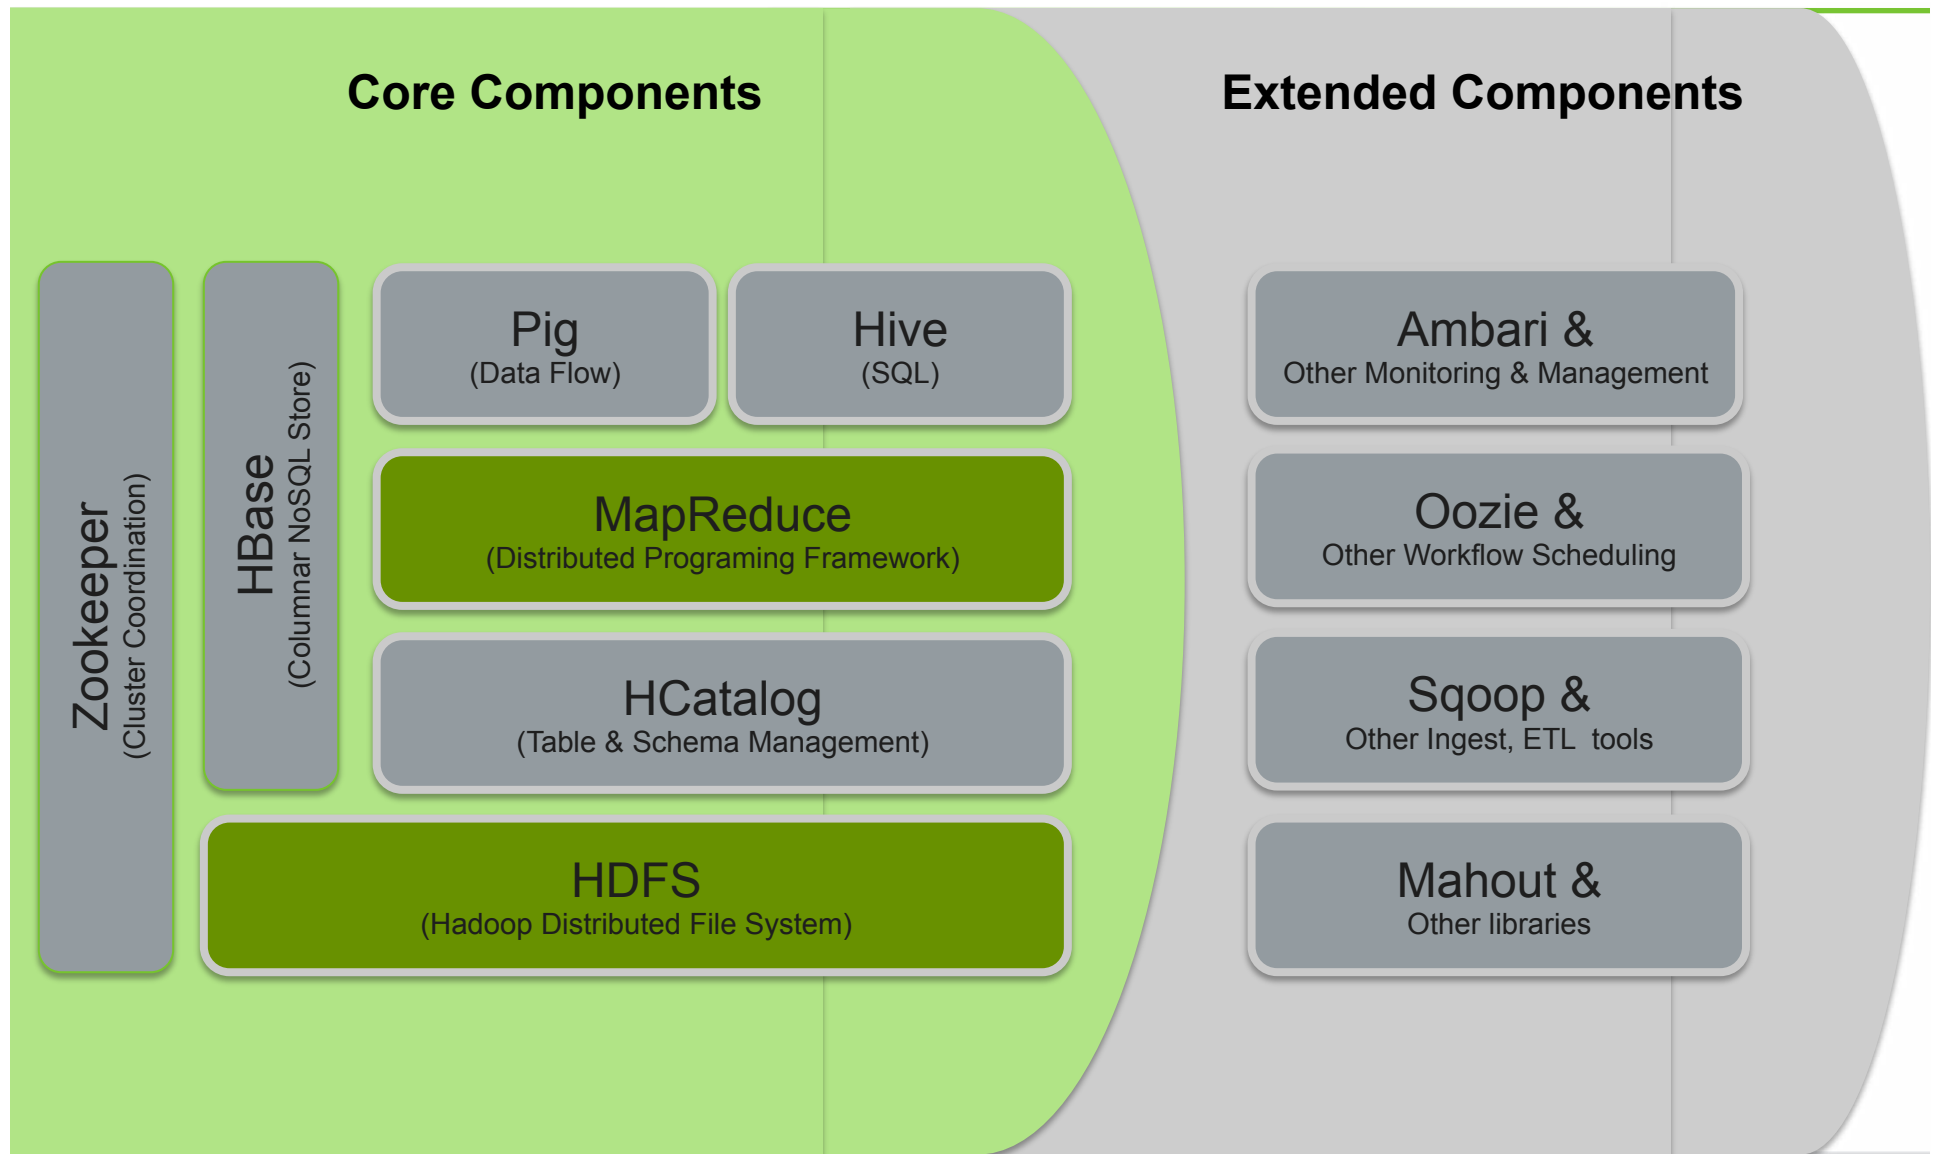 Core Components
Extended Components
Zookeeper
(Cluster Coordination)
HBase
(Columnar NoSQL Store)
Pig
(Data Flow)
Hive
(SQL)
MapReduce
(Distributed Programing Framework)
HCatalog
(Table & Schema Management)
HDFS
(Hadoop Distributed File System)
Ambari &
Other Monitoring & Management
Oozie &
Other Workflow Scheduling
Sqoop &
Other Ingest, ETL  tools
Mahout &
Other libraries